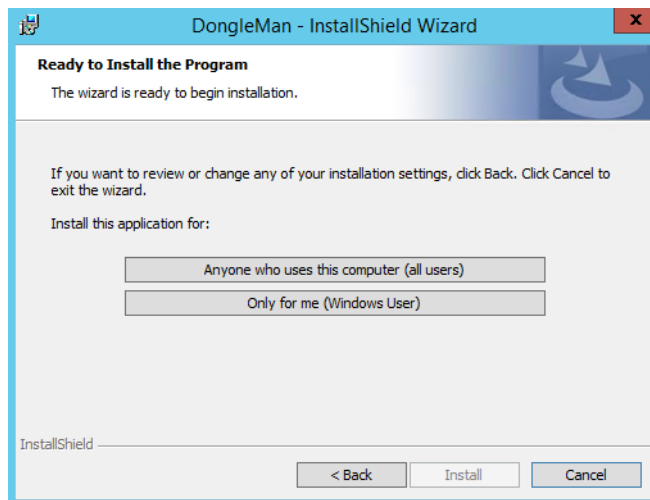 DongleMan - InstallShield Wizard
x
Ready to Install the Program
The wizard is ready to begin installation.
If you want to review or change any of your installation settings, click Back. Click Cancel to
exit the wizard.
Install this application for:
Anyone who uses this computer (all users)
Only for me (Windows User)
InstallShield
< Back
Install
Cancel